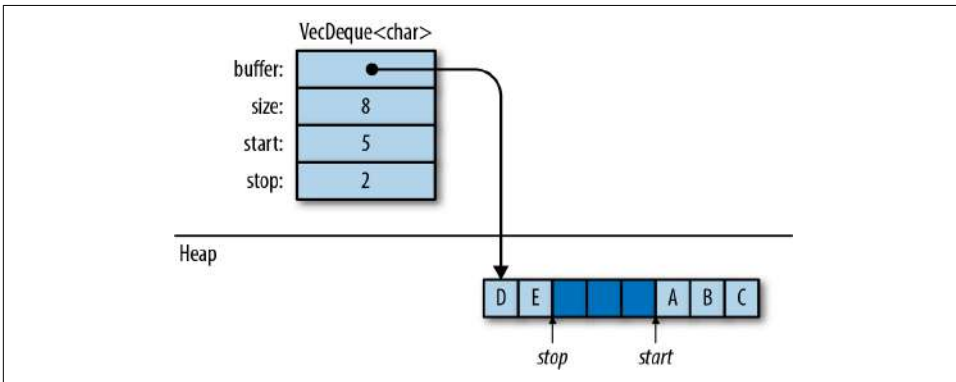 VecDeque<char>
buffer:
size: 8
start: 5
stop: 2
Heap
D E A B C
stop start